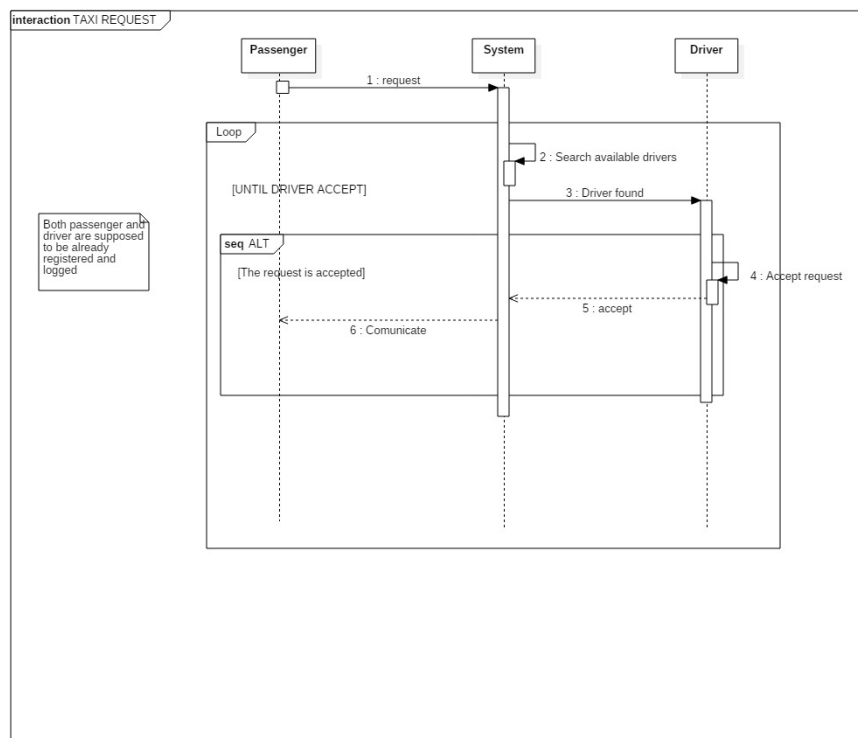 interaction TAXI REQUEST
Passenger
System
Driver
1 : request
Loop
2 : Search available drivers
[UNTIL DRIVER ACCEPT]
3 : Driver found
Both passenger and
driver are supposed
to be already
registered and
logged
seq ALT
[The request is accepted]
4 : Accept request
5 : accept
6 : Comunicate